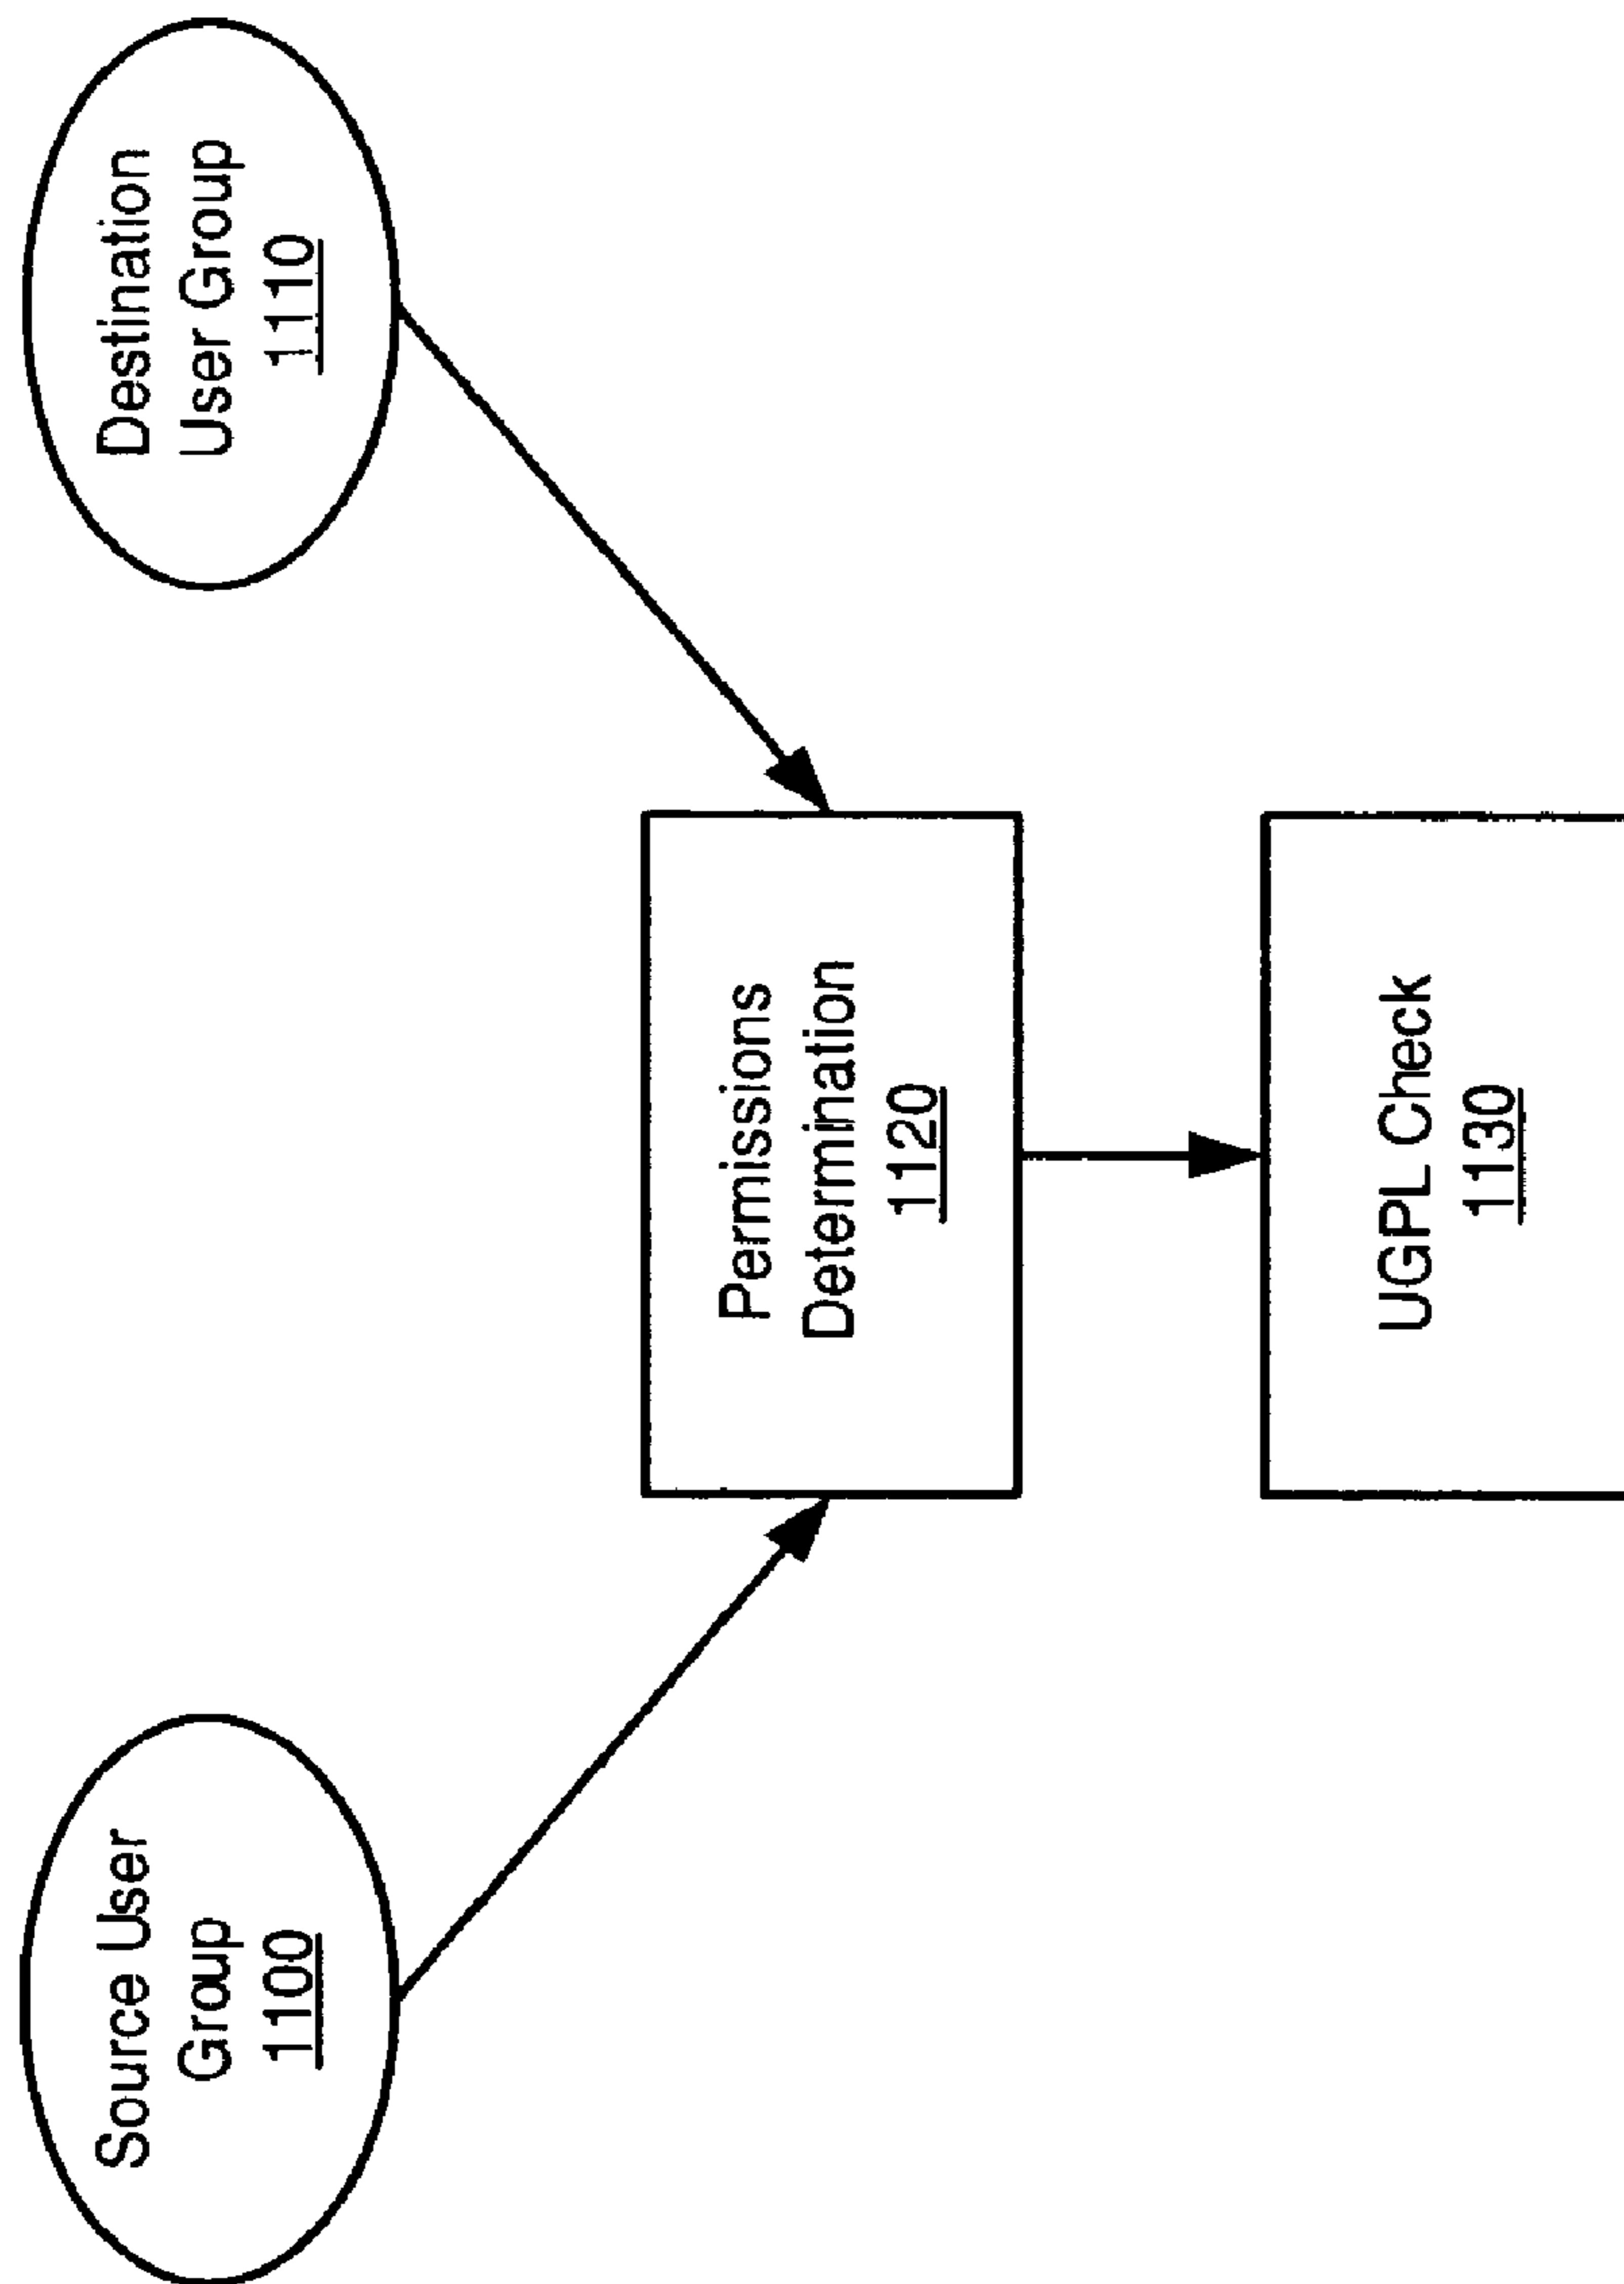 Source User
Group
1100
Destination
User Group
1110
Permissions
Determination
1120
UGPL Check
1130